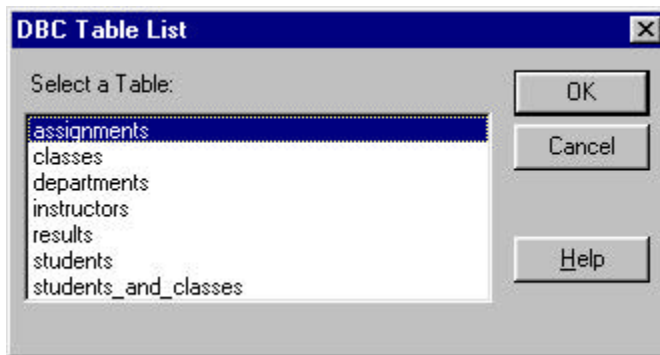 DBC Table List
Select a Table:
assignments
classes
departments
instructors
results
students
students_and_classes
OK
Cancel
Help